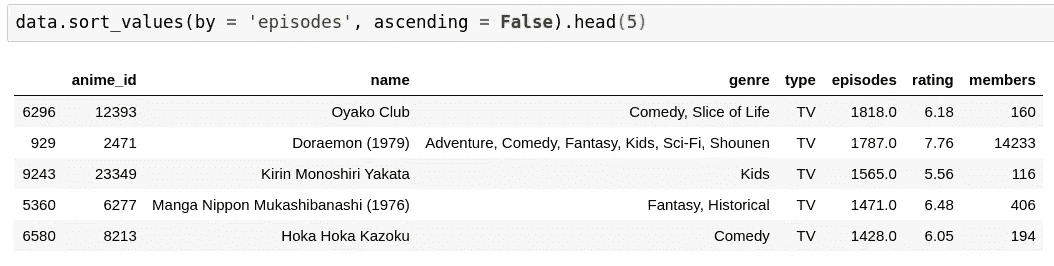 data.sort_values(by = 'episodes', ascending = False).head(5)
anime_id name genre type episodes rating members
6296 12393 Oyako Club Comedy, Slice of Life TV 1818.0 6.18 160
929 2471 Doraemon (1979) Adventure, Comedy, Fantasy, Kids, Sci-Fi, Shounen TV 1787.0 7.76 14233
9243 23349 Kirin Monoshiri Yakata Kids TV 1565.0 5.56 116
5360 6277 Manga Nippon Mukashibanashi (1976) Fantasy, Historical TV 1471.0 6.48 406
6580 8213 Hoka Hoka Kazoku Comedy TV 1428.0 6.05 194